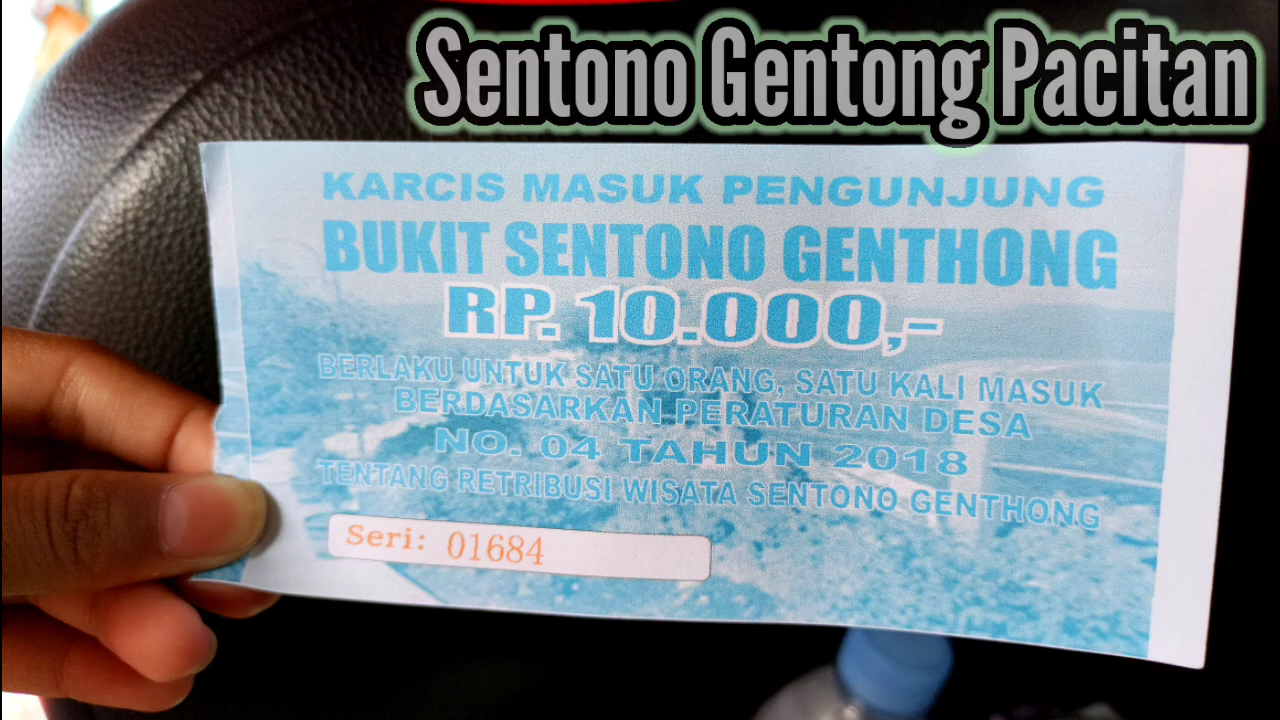 Sentono Gentong Pacitan
KARCIS MASUK PENGUNJUNG
BUKIT SENTONO GENTHONG
RP. 10.000,-
BERLAKU UNTUK SATU ORANG, SATU KALI MASUK
BERDASARKAN PERATURAN DESA
NO. 04 TAHUN 2018
TENTANG RETRIBUSI WISATA SENTONO GENTHONG
Seri: 01684